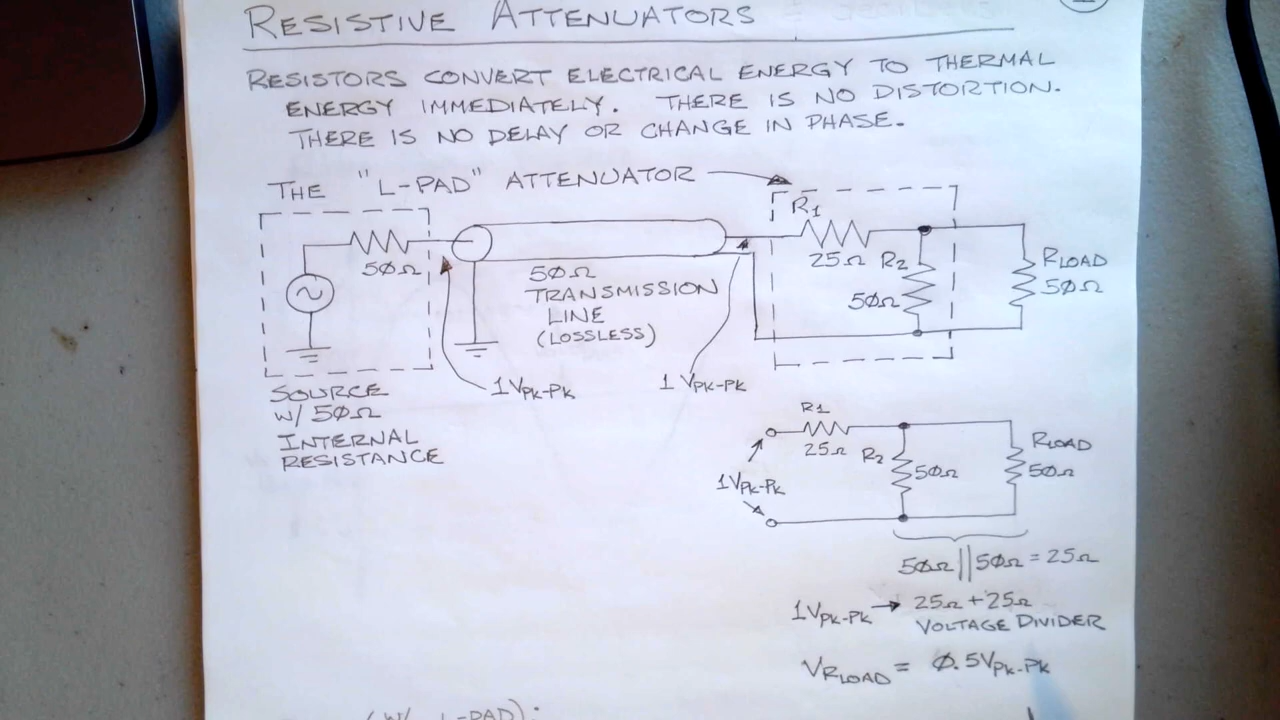 RESISTIVE ATTENUATORS
RESISTORS CONVERT ELECTRICAL ENERGY TO THERMAL
ENERGY IMMEDIATELY. THERE IS NO DISTORTION.
THERE IS NO DELAY OR CHANGE IN PHASE.
THE "L-PAD" ATTENUATOR
R1
50Ω
25Ω
R2
50Ω
RLOAD
50Ω
50Ω
TRANSMISSION
LINE
(LOSSLESS)
1VPK-PK
1VPK-PK
SOURCE
W/ 50Ω
INTERNAL
RESISTANCE
R1
25Ω
R2
50Ω
RLOAD
50Ω
1VPK-PK
50Ω||50Ω = 25Ω
1VPK-PK → 25Ω + 25Ω
VOLTAGE DIVIDER
VRLOAD = 0.5VPK-PK
(W/ L-PAD):